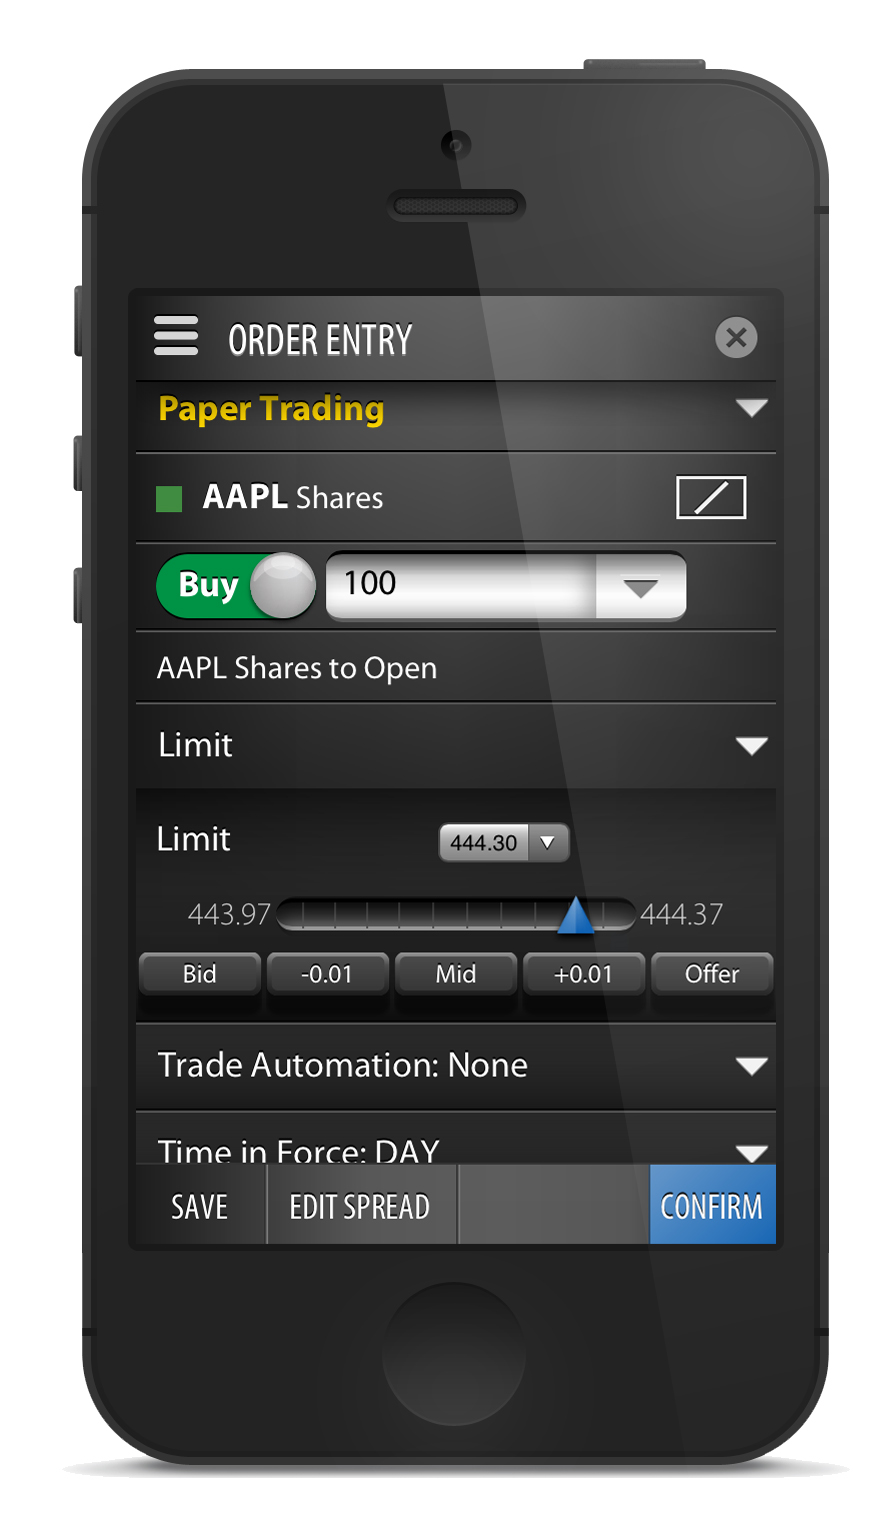 ORDER ENTRY
Paper Trading
AAPL Shares
Buy 100
AAPL Shares to Open
Limit
Limit 444.30
443.97 444.37
Bid -0.01 Mid +0.01 Offer
Trade Automation: None
Time in Force: DAY
SAVE EDIT SPREAD CONFIRM